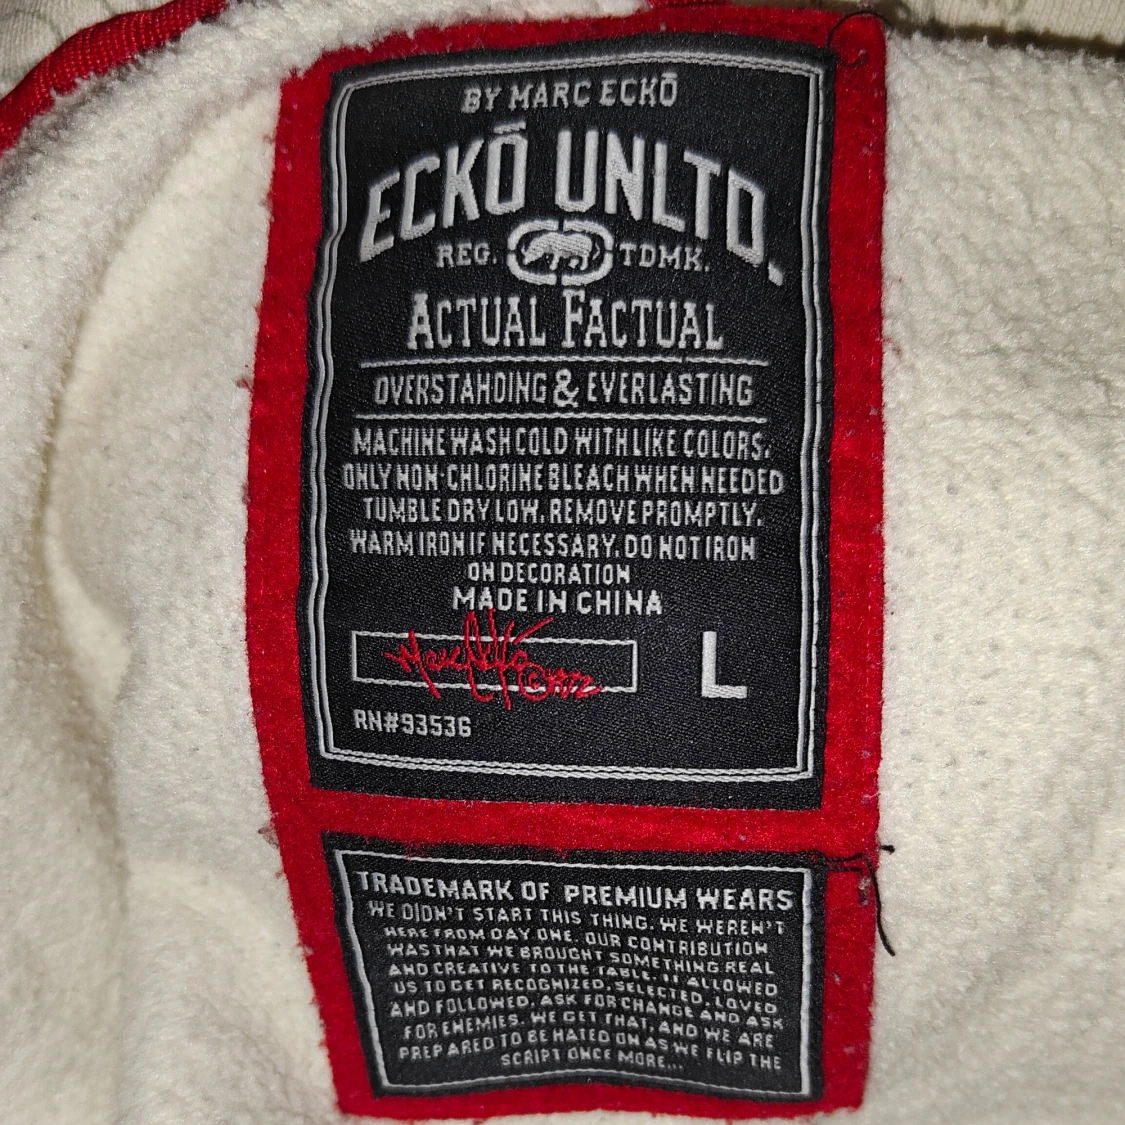 BY MARC ECKŌ
ECKŌ UNLTD.
REG. TDMK.
ACTUAL FACTUAL
OVERSTAHDING & EVERLASTING
MACHINE WASH COLD WITH LIKE COLORS.
ONLY NON-CHLORINE BLEACH WHEN NEEDED
TUMBLE DRY LOW. REMOVE PROMPTLY.
WARM IRON IF NECESSARY. DO NOT IRON
ON DECORATION
MADE IN CHINA
Marc Ecko ©
L
RN#93536
TRADEMARK OF PREMIUM WEARS
WE DIDN'T START THIS THING. WE WEREN'T
HERE FROM DAY ONE. OUR CONTRIBUTION
WAS THAT WE BROUGHT SOMETHING REAL
AND CREATIVE TO THE TABLE. IT ALLOWED
US TO GET RECOGNIZED, SELECTED, LOVED
AND FOLLOWED. ASK FOR CHANGE AND ASK
FOR ENEMIES. WE GET THAT, AND WE ARE
PREPARED TO BE HATED ON AS WE FLIP THE
SCRIPT ONCE MORE...